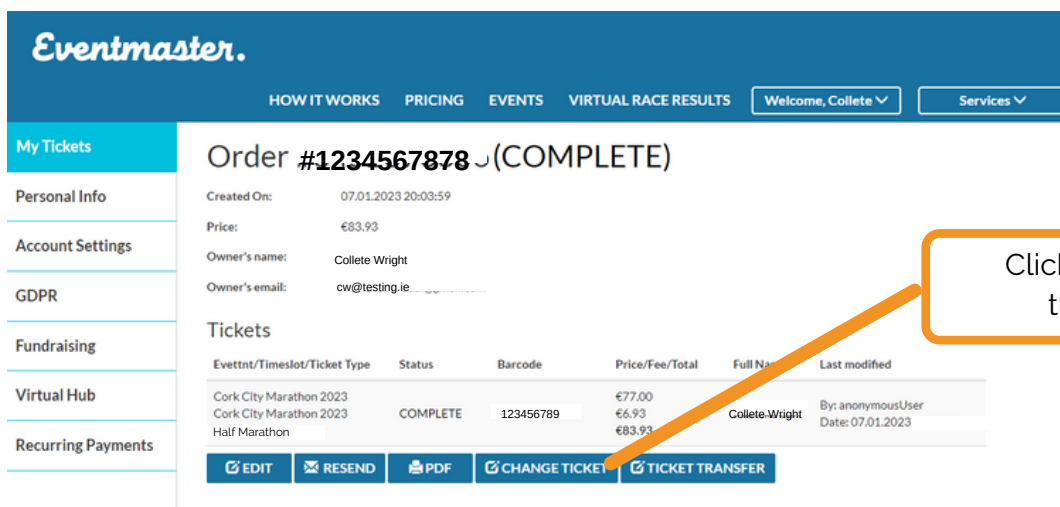 Eventmaster.
HOW IT WORKS PRICING EVENTS VIRTUAL RACE RESULTS Welcome, Collete Services
My Tickets
Personal Info
Account Settings
GDPR
Fundraising
Virtual Hub
Recurring Payments
Order #1234567878 (COMPLETE)
Created On: 07.01.2023 20:03:59
Price: €83.93
Owner's name: Collete Wright
Owner's email: cw@testing.ie
Tickets
Evettnt/Timeslot/Ticket Type Status Barcode Price/Fee/Total Full Last modified
Cork City Marathon 2023 €77.00
Cork City Marathon 2023 COMPLETE 123456789 €6.93 Collete Wright By: anonymousUser
Half Marathon €83.93 Date: 07.01.2023
EDIT RESEND PDF CHANGE TICKET TICKET TRANSFER